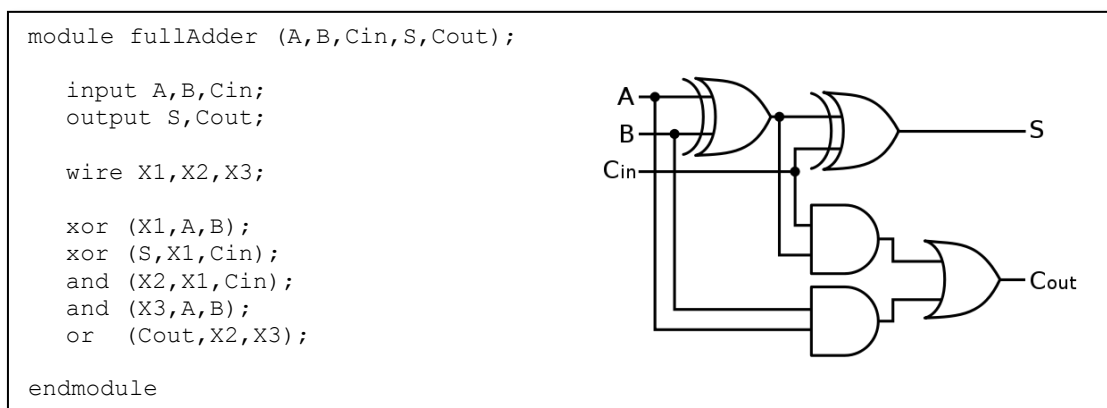 module fullAdder (A,B,Cin,S,Cout);
input A,B,Cin;
output S,Cout;
wire X1,X2,X3;
xor (X1,A,B);
xor (S,X1,Cin);
and (X2,X1,Cin);
and (X3,A,B);
or  (Cout,X2,X3);
endmodule
A
B
Cin
S
Cout